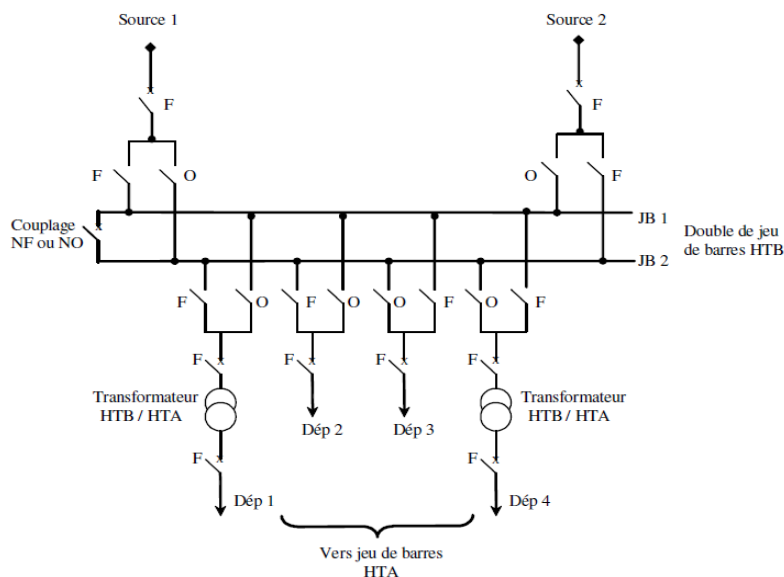 Source 1
Source 2
F
F
F
O
O
F
Couplage
NF ou NO
JB 1
JB 2
Double de jeu
de barres HTB
F
O
F
O
O
F
O
F
F
F
F
F
Transformateur
HTB / HTA
Transformateur
HTB / HTA
Dép 2
Dép 3
F
F
Dép 1
Dép 4
Vers jeu de barres
HTA